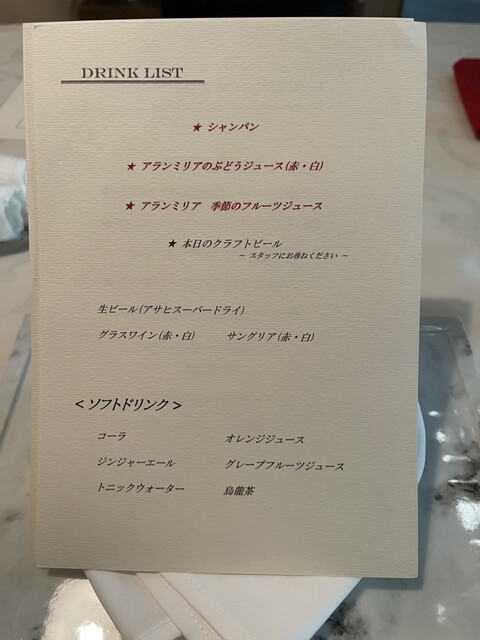 DRINK LIST
★ シャンパン
★ アランミリアのぶどうジュース(赤・白)
★ アランミリア 季節のフルーツジュース
★ 本日のクラフトビール
～ スタッフにお尋ねください ～
生ビール(アサヒスーパードライ)
グラスワイン(赤・白) サングリア(赤・白)
<ソフトドリンク>
コーラ オレンジジュース
ジンジャーエール グレープフルーツジュース
トニックウォーター 烏龍茶